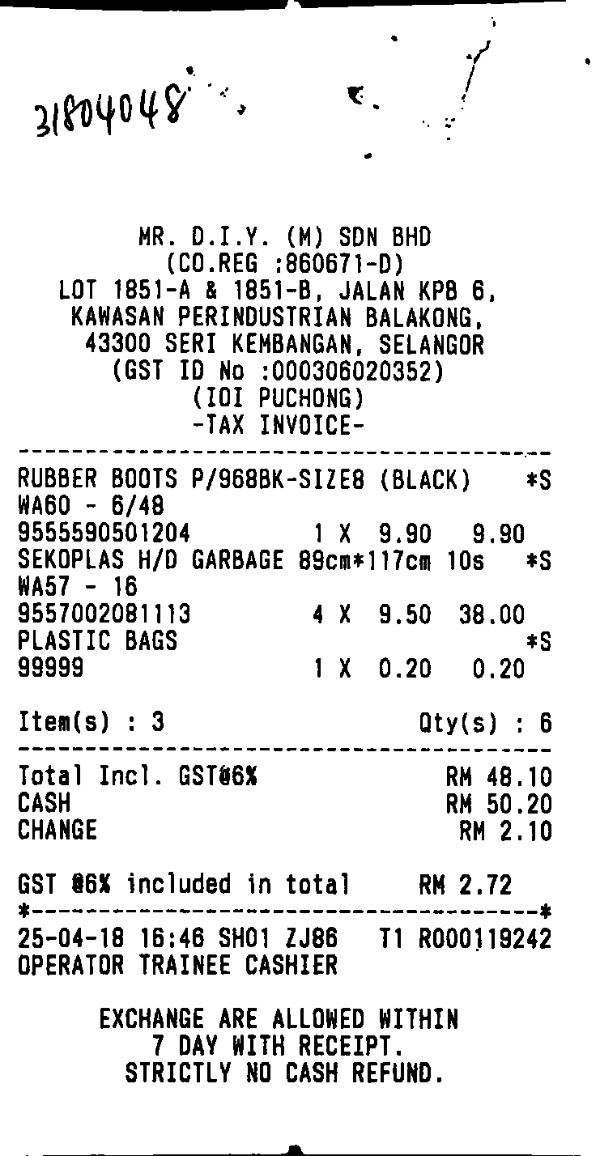 31804048
MR. D.I.Y. (M) SDN BHD
(CO.REG :860671-D)
LOT 1851-A & 1851-B, JALAN KPB 6,
KAWASAN PERINDUSTRIAN BALAKONG,
43300 SERI KEMBANGAN, SELANGOR
(GST ID No :000306020352)
(IOI PUCHONG)
-TAX INVOICE-
RUBBER BOOTS P/968BK-SIZE8 (BLACK) *S
WA60 - 6/48
9555590501204 1 X 9.90 9.90
SEKOPLAS H/D GARBAGE 89cm*117cm 10s *S
WA57 - 16
9557002081113 4 X 9.50 38.00
PLASTIC BAGS *S
99999 1 X 0.20 0.20
Item(s) : 3 Qty(s) : 6
Total Incl. GST@6% RM 48.10
CASH RM 50.20
CHANGE RM 2.10
GST @6% included in total RM 2.72
*--------------------------------------*
25-04-18 16:46 SH01 ZJ86 T1 R000119242
OPERATOR TRAINEE CASHIER
EXCHANGE ARE ALLOWED WITHIN
7 DAY WITH RECEIPT.
STRICTLY NO CASH REFUND.